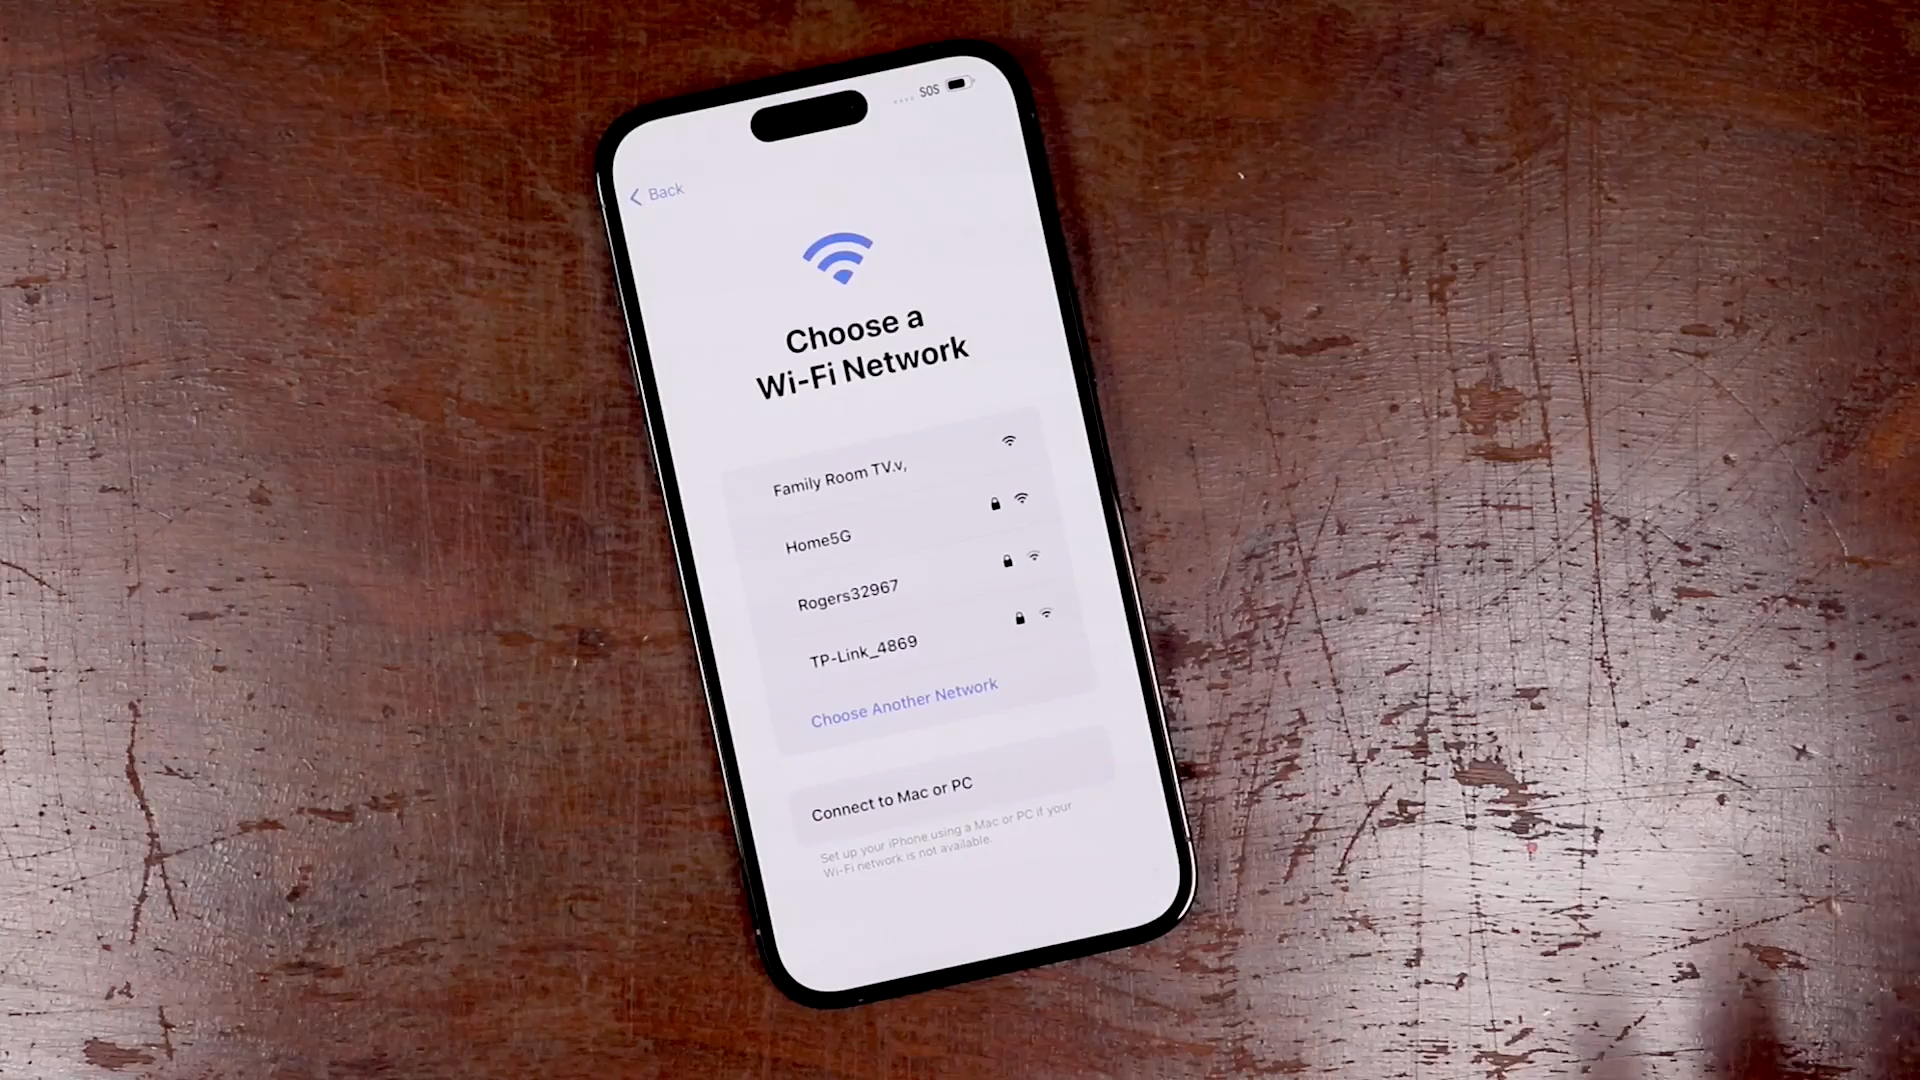 SOS
Back
Choose a
Wi-Fi Network
Family Room TV.v,
Home5G
Rogers32967
TP-Link_4869
Choose Another Network
Connect to Mac or PC
Set up your iPhone using a Mac or PC if your
Wi-Fi network is not available.